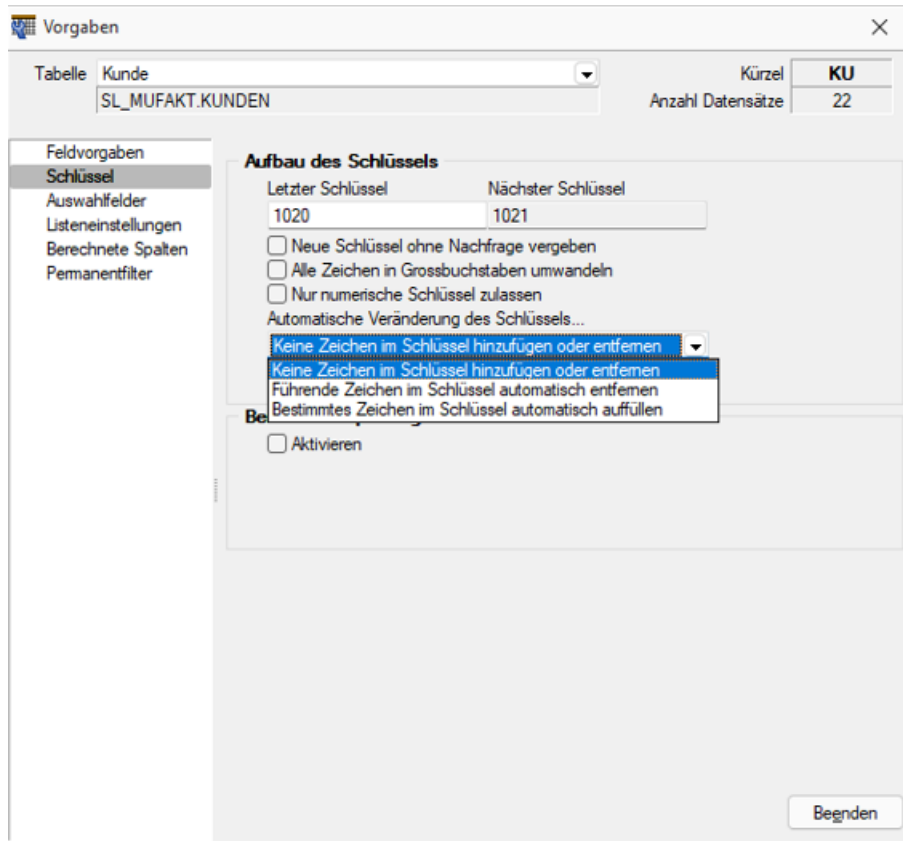 Vorgaben
Tabelle Kunde Kürzel KU
SL_MUFAKT.KUNDEN Anzahl Datensätze 22
Feldvorgaben
Schlüssel
Auswahlfelder
Listeneinstellungen
Berechnete Spalten
Permanentfilter
Aufbau des Schlüssels
Letzter Schlüssel Nächster Schlüssel
1020 1021
Neue Schlüssel ohne Nachfrage vergeben
Alle Zeichen in Grossbuchstaben umwandeln
Nur numerische Schlüssel zulassen
Automatische Veränderung des Schlüssels...
Keine Zeichen im Schlüssel hinzufügen oder entfernen
Keine Zeichen im Schlüssel hinzufügen oder entfernen
Führende Zeichen im Schlüssel automatisch entfernen
Bestimmtes Zeichen im Schlüssel automatisch auffüllen
Aktivieren
Beenden